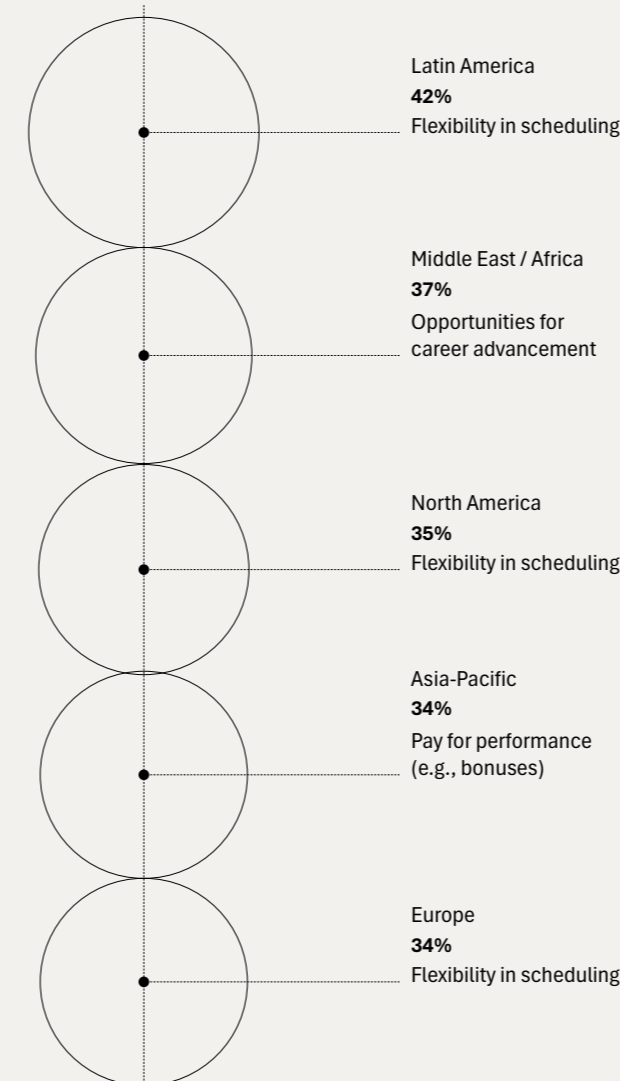 Latin America
42%
Flexibility in scheduling
Middle East / Africa
37%
Opportunities for
career advancement
North America
35%
Flexibility in scheduling
Asia-Pacific
34%
Pay for performance
(e.g., bonuses)
Europe
34%
Flexibility in scheduling